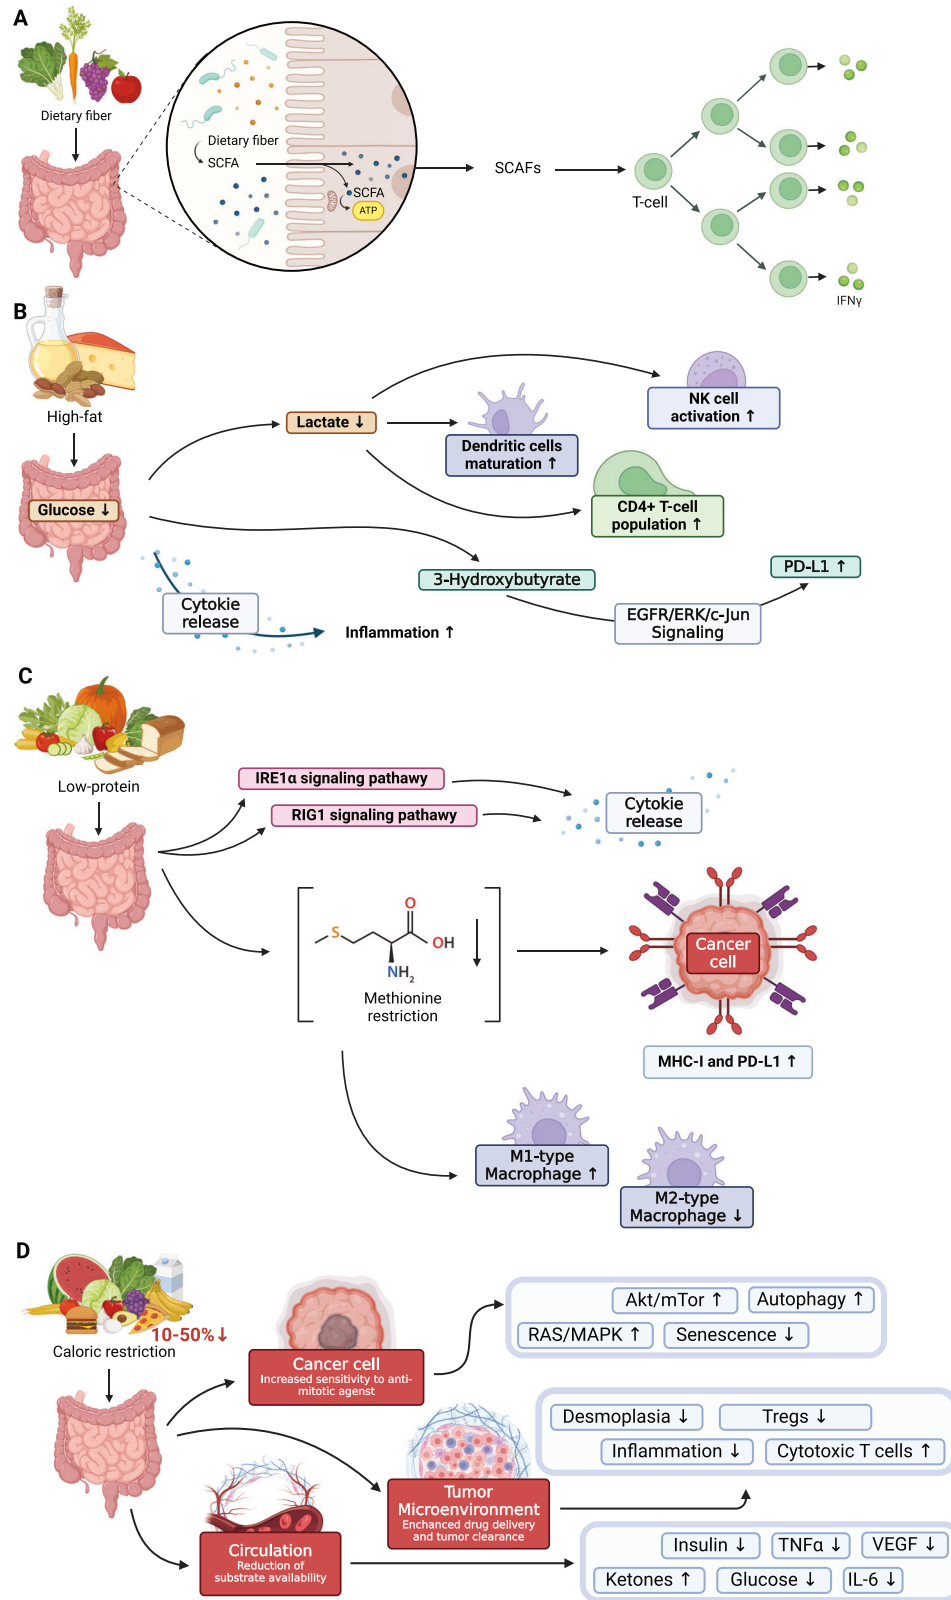 A
Dietary fiber
Dietary fiber
SCFA
SCFA
ATP
SCAFs
T-cell
IFNγ
B
High-fat
Glucose ↓
Lactate ↓
NK cell
activation ↑
Dendritic cells
maturation ↑
CD4+ T-cell
population ↑
3-Hydroxybutyrate
PD-L1 ↑
EGFR/ERK/c-Jun
Signaling
Cytokie
release
Inflammation ↑
C
Low-protein
IRE1α signaling pathawy
RIG1 signaling pathawy
Cytokie
release
S
O
OH
NH₂
↓
Methionine
restriction
Cancer
cell
MHC-I and PD-L1 ↑
M1-type
Macrophage ↑
M2-type
Macrophage ↓
D
10-50%↓
Caloric restriction
Cancer cell
Increased sensitivity to anti-
mitotic agenst
Akt/mTor ↑
Autophagy ↑
RAS/MAPK ↑
Senescence ↓
Tumor
Microenvironment
Enchanced drug delivery
and tumor clearance
Desmoplasia ↓
Tregs ↓
Inflammation ↓
Cytotoxic T cells ↑
Circulation
Reduction of
substrate availability
Insulin ↓
TNFα ↓
VEGF ↓
Ketones ↑
Glucose ↓
IL-6 ↓